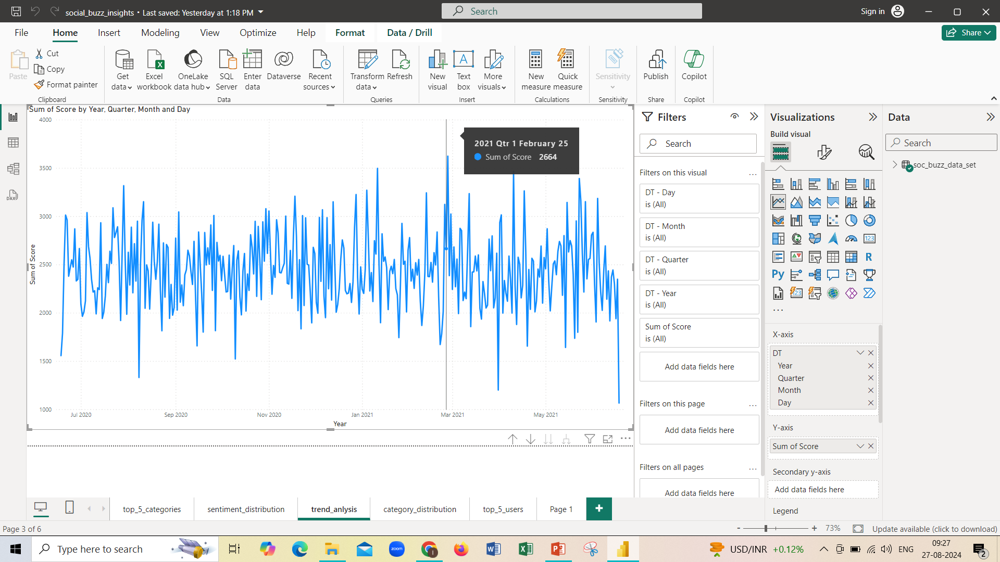 social_buzz_insights • Last saved: Yesterday at 1:18 PM
Search
Sign in
File
Home
Insert
Modeling
View
Optimize
Help
Format
Data / Drill
Share
Paste
Cut
Copy
Format painter
Clipboard
Get data
Excel workbook
OneLake data hub
SQL Server
Enter data
Dataverse
Recent sources
Data
Transform data
Refresh
Queries
New visual
Text box
More visuals
Insert
New measure
Quick measure
Calculations
Sensitivity
Sensitivity
Publish
Share
Copilot
Copilot
Sum of Score by Year, Quarter, Month and Day
4000
3500
3000
2500
2000
1500
1000
Sum of Score
Jul 2020
Sep 2020
Nov 2020
Jan 2021
Mar 2021
May 2021
Year
2021 Qtr 1 February 25
Sum of Score 2664
Filters
Search
Filters on this visual
...
DT - Day
is (All)
DT - Month
is (All)
DT - Quarter
is (All)
DT - Year
is (All)
Sum of Score
is (All)
Add data fields here
Filters on this page
...
Add data fields here
Filters on all pages
...
Add data fields here
Visualizations
Build visual
123
R
Py
123
...
X-axis
DT
Year
Quarter
Month
Day
Y-axis
Sum of Score
Secondary y-axis
Add data fields here
Legend
Data
Search
soc_buzz_data_set
top_5_categories
sentiment_distribution
trend_anlysis
category_distribution
top_5_users
Page 1
+
Page 3 of 6
- + 73%
Update available (click to download)
Type here to search
zoom
USD/INR +0.12%
ENG
09:27
27-08-2024
2